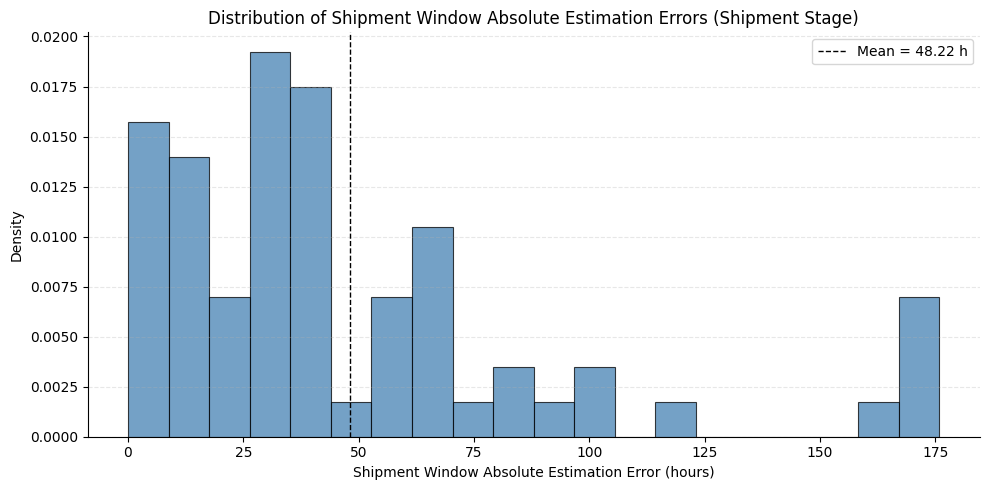 Distribution of Shipment Window Absolute Estimation Errors (Shipment Stage)
Mean = 48.22 h
Density
0.0200
0.0175
0.0150
0.0125
0.0100
0.0075
0.0050
0.0025
0.0000
0 25 50 75 100 125 150 175
Shipment Window Absolute Estimation Error (hours)